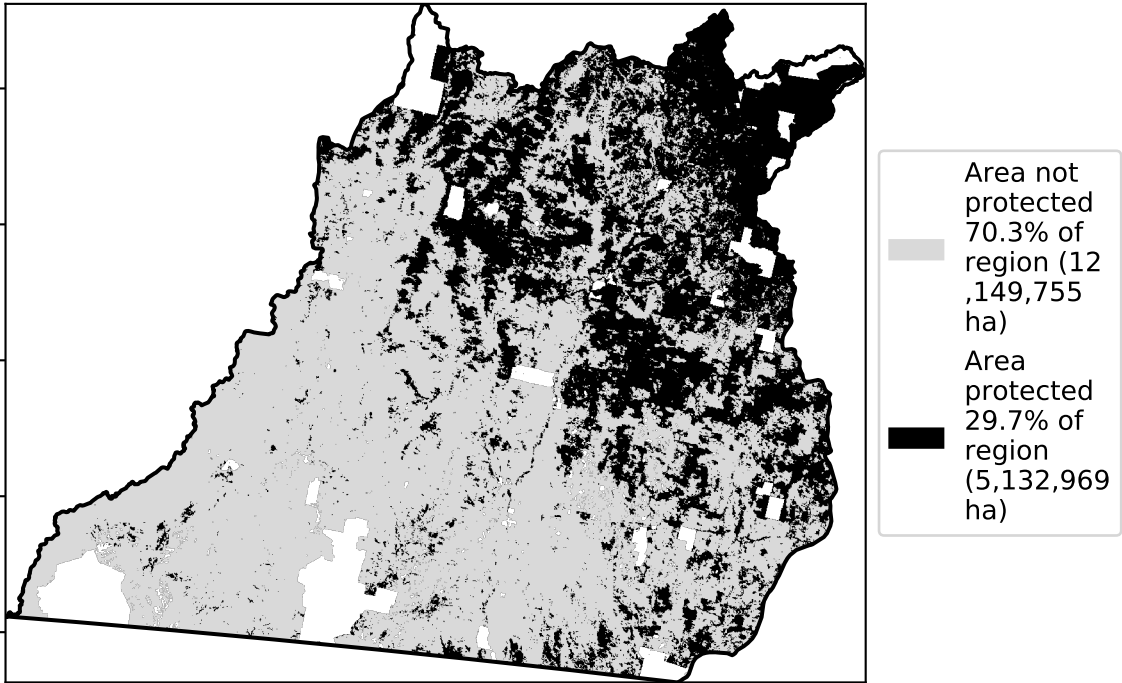 Area not
protected
70.3% of
region (12
,149,755
ha)
Area
protected
29.7% of
region
(5,132,969
ha)